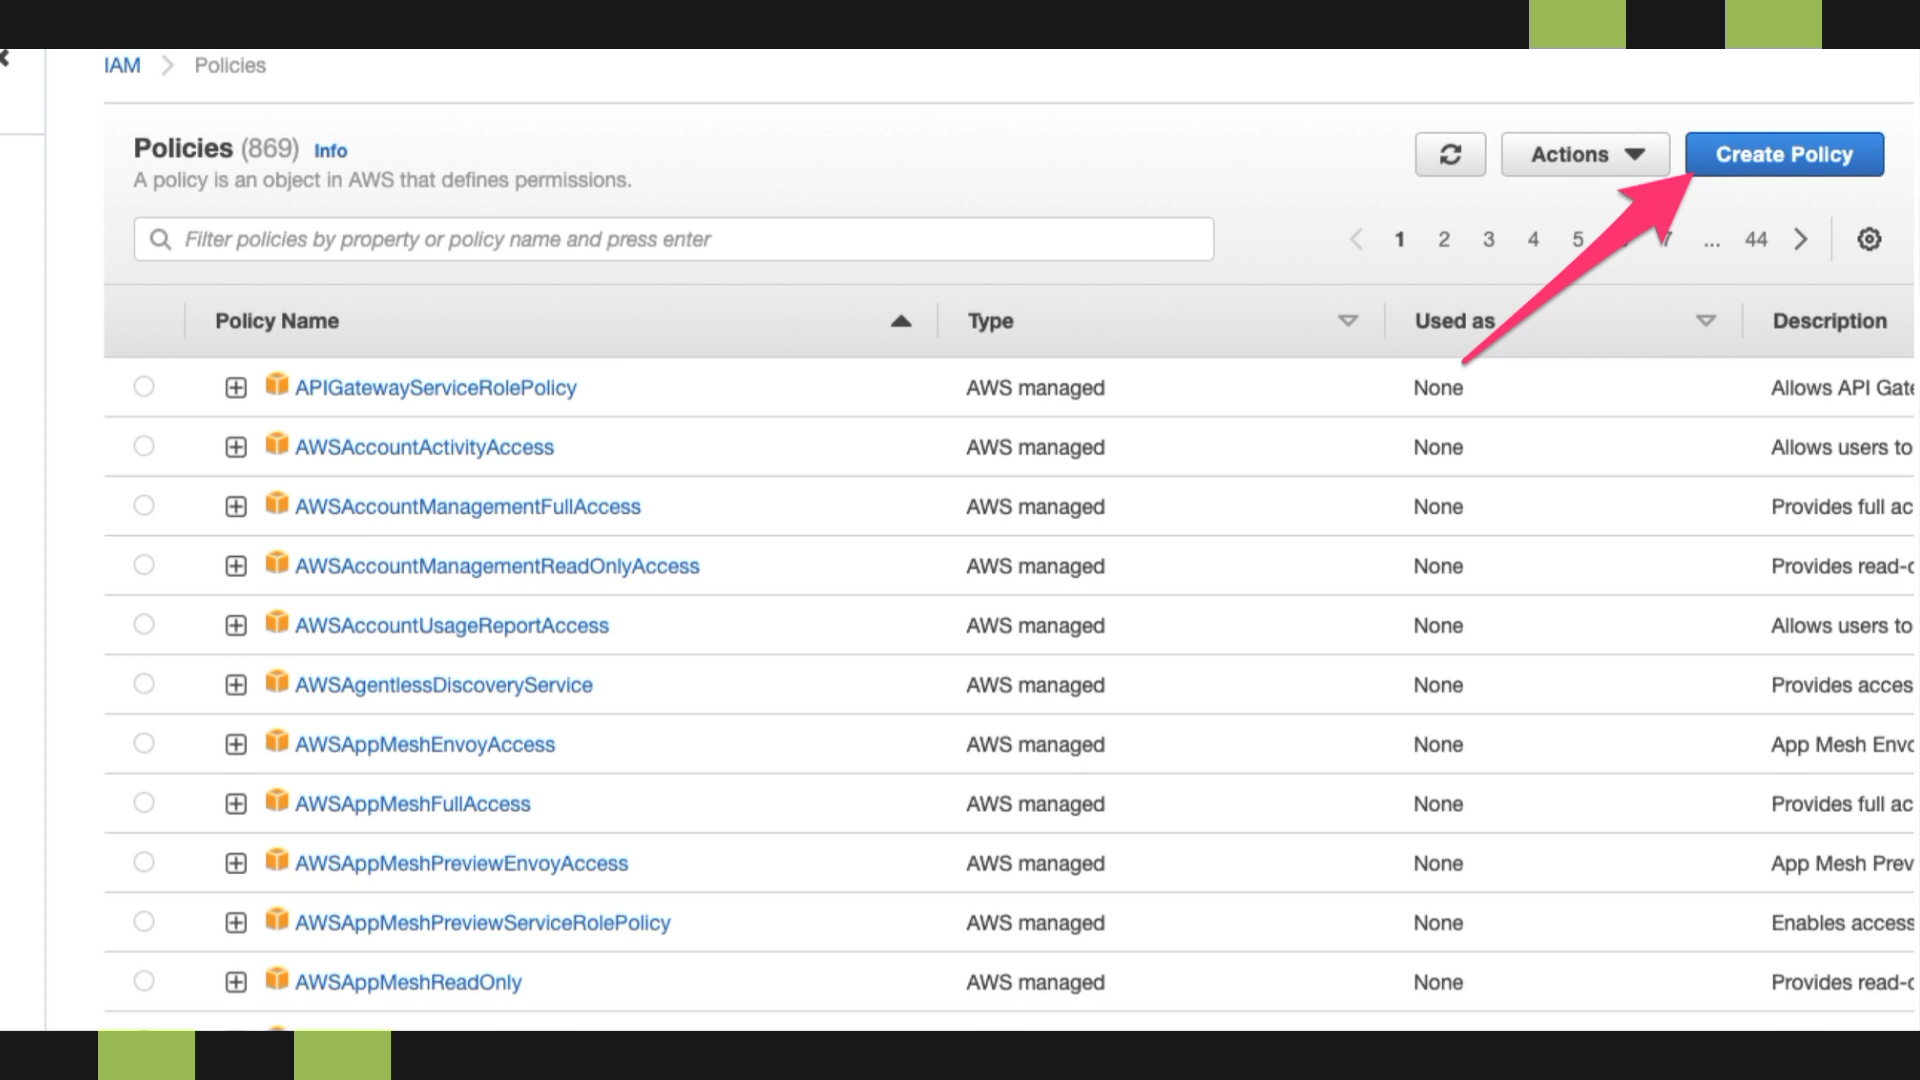 IAM > Policies
Policies (869) Info
A policy is an object in AWS that defines permissions.
Actions
Create Policy
Filter policies by property or policy name and press enter
1 2 3 4 5 7 ... 44
Policy Name Type Used as Description
APIGatewayServiceRolePolicy AWS managed None Allows API Gate
AWSAccountActivityAccess AWS managed None Allows users to
AWSAccountManagementFullAccess AWS managed None Provides full ac
AWSAccountManagementReadOnlyAccess AWS managed None Provides read-c
AWSAccountUsageReportAccess AWS managed None Allows users to
AWSAgentlessDiscoveryService AWS managed None Provides acces
AWSAppMeshEnvoyAccess AWS managed None App Mesh Envc
AWSAppMeshFullAccess AWS managed None Provides full ac
AWSAppMeshPreviewEnvoyAccess AWS managed None App Mesh Prev
AWSAppMeshPreviewServiceRolePolicy AWS managed None Enables access
AWSAppMeshReadOnly AWS managed None Provides read-c